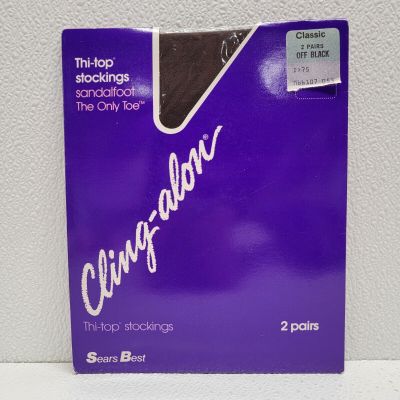 Thi-top® stockings
sandalfoot
The Only Toe™
Classic
2 PAIRS
OFF BLACK
Cling-alon®
Thi-top® stockings
2 pairs
Sears Best